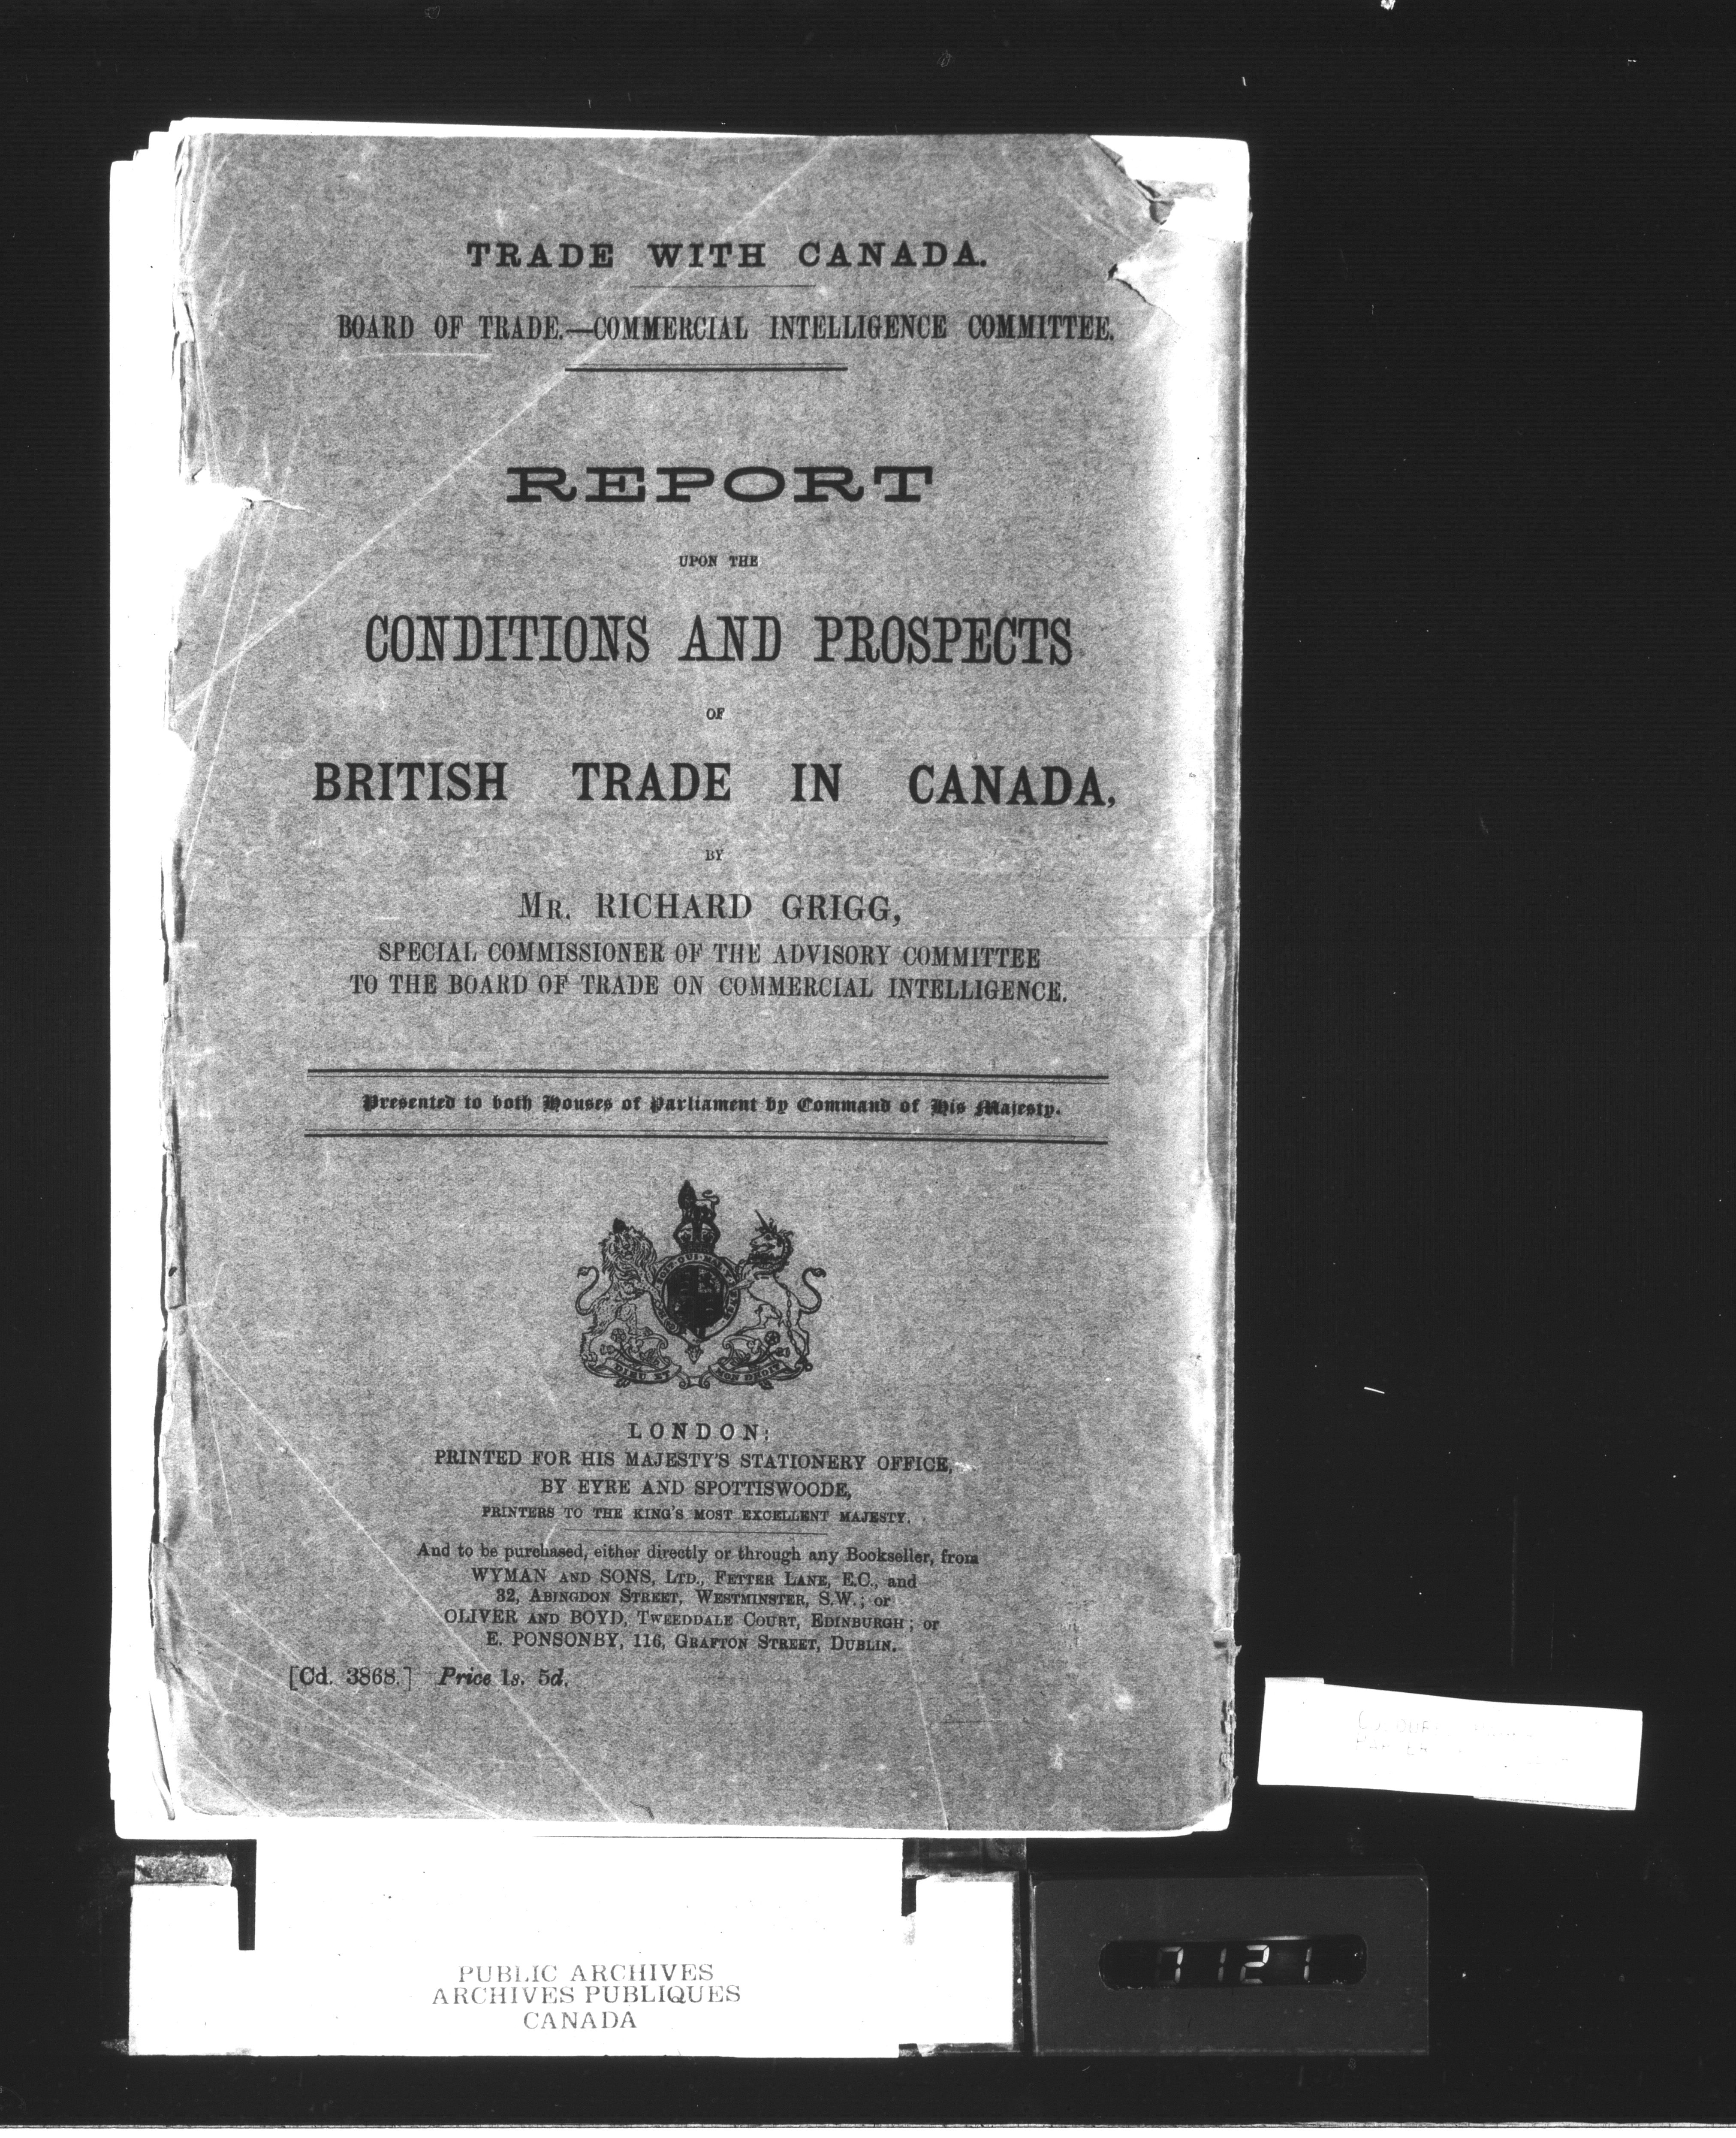 TRADE WITH CANADA.
BOARD OF TRADE.—COMMERCIAL INTELLIGENCE COMMITTEE.
REPORT
UPON THE
CONDITIONS AND PROSPECTS
OF
BRITISH TRADE IN CANADA,
BY
MR. RICHARD GRIGG,
SPECIAL COMMISSIONER OF THE ADVISORY COMMITTEE
TO THE BOARD OF TRADE ON COMMERCIAL INTELLIGENCE.
Presented to both Houses of Parliament by Command of His Majesty.
DIEU ET MON DROIT
LONDON:
PRINTED FOR HIS MAJESTY'S STATIONERY OFFICE,
BY EYRE AND SPOTTISWOODE,
PRINTERS TO THE KING'S MOST EXCELLENT MAJESTY.
And to be purchased, either directly or through any Bookseller, from
WYMAN AND SONS, LTD., FETTER LANE, E.C., and
32, ABINGDON STREET, WESTMINSTER, S.W.; or
OLIVER AND BOYD, TWEEDDALE COURT, EDINBURGH; or
E. PONSONBY, 116, GRAFTON STREET, DUBLIN.
[Cd. 3868.] Price 1s. 5d.
PUBLIC ARCHIVES
ARCHIVES PUBLIQUES
CANADA
7121